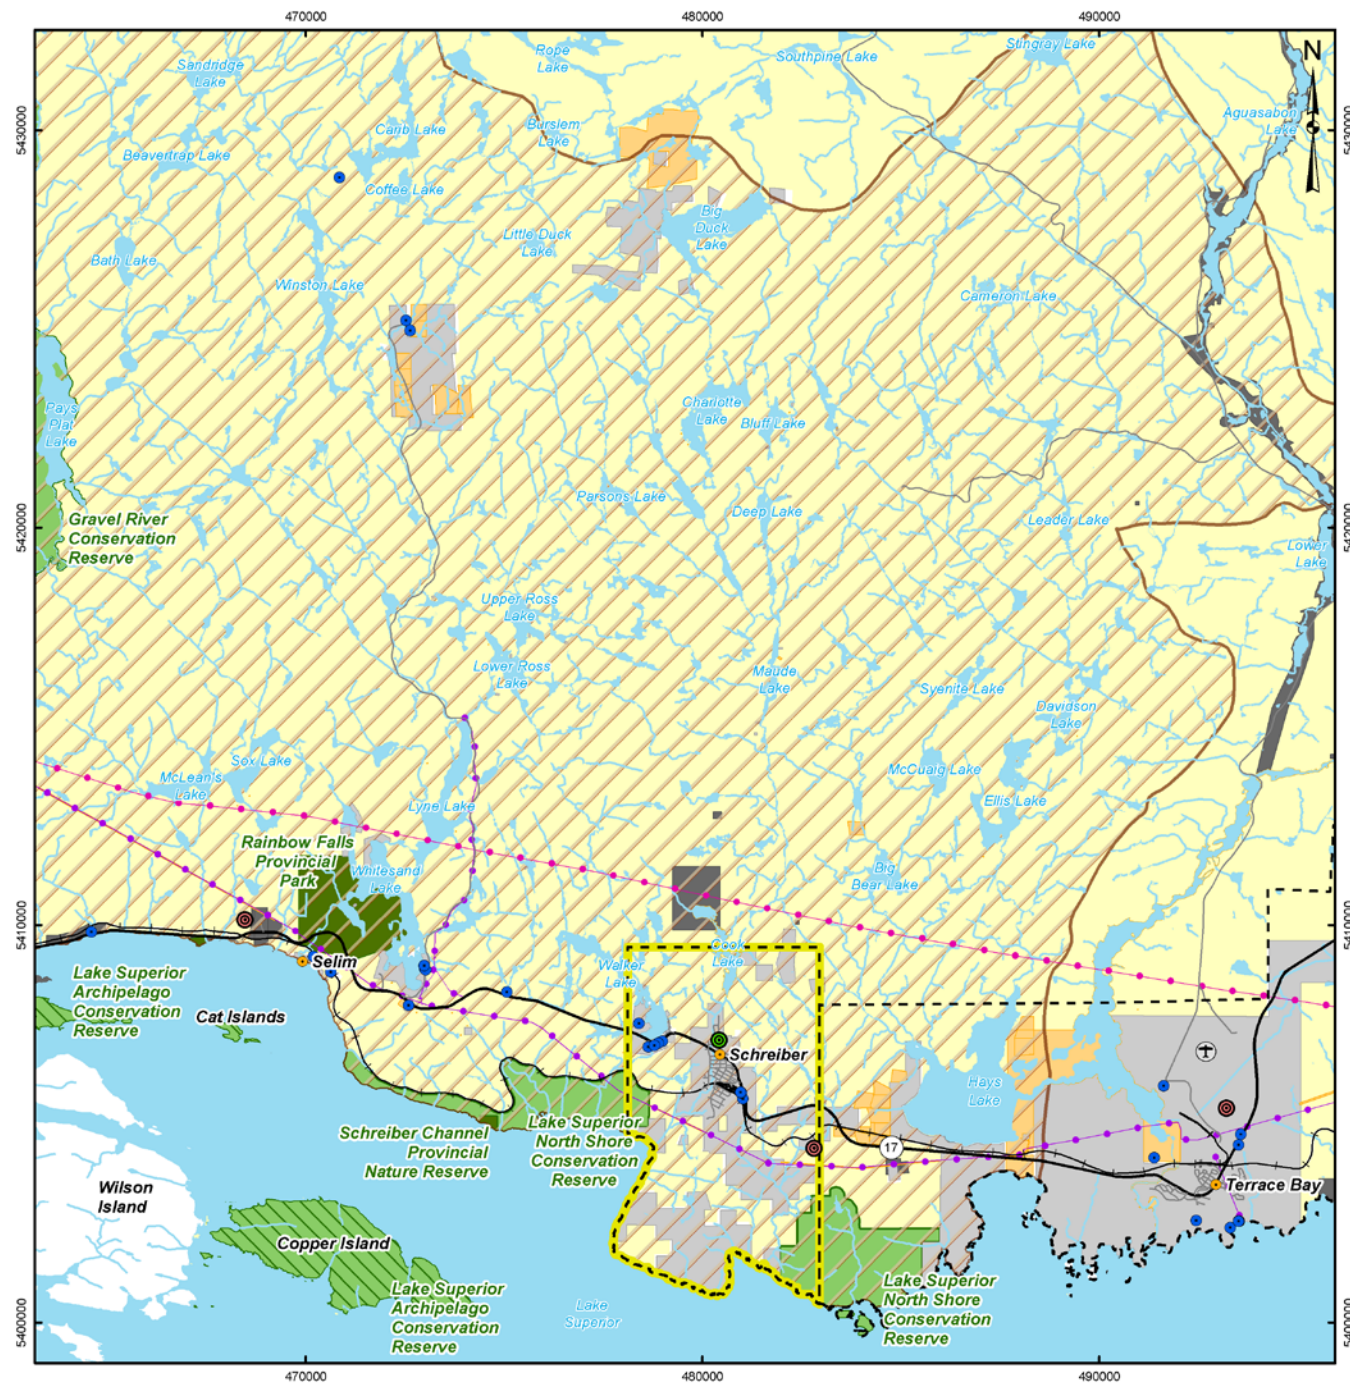 470000
480000
490000
N
5430000
5430000
Sandridge
Lake
Rope
Lake
Southpine Lake
Stingray Lake
Aguasabon
Lake
Carib Lake
Burslem
Lake
Beavertrap Lake
Coffee Lake
Big
Duck
Lake
Little Duck
Lake
Bath Lake
Winston Lake
Cameron Lake
Pays
Plat
Lake
Charlotte
Lake
Bluff Lake
Parsons Lake
Deep Lake
Leader Lake
5420000
5420000
Gravel River
Conservation
Reserve
Lower
Lake
Upper Ross
Lake
Lower Ross
Lake
Maude
Lake
Syenite Lake
Davidson
Lake
Sox Lake
McLean's
Lake
Lyne Lake
McCuaig Lake
Ellis Lake
Rainbow Falls
Provincial
Park
Whitesand
Lake
Big
Bear Lake
5410000
5410000
Cook
Lake
Walker
Lake
Selim
Lake Superior
Archipelago
Conservation
Reserve
Cat Islands
Schreiber
Hays
Lake
Schreiber Channel
Provincial
Nature Reserve
Lake Superior
North Shore
Conservation
Reserve
17
Terrace Bay
Wilson
Island
Copper Island
Lake Superior
Archipelago
Conservation
Reserve
Lake
Superior
Lake Superior
North Shore
Conservation
Reserve
5400000
5400000
470000
480000
490000